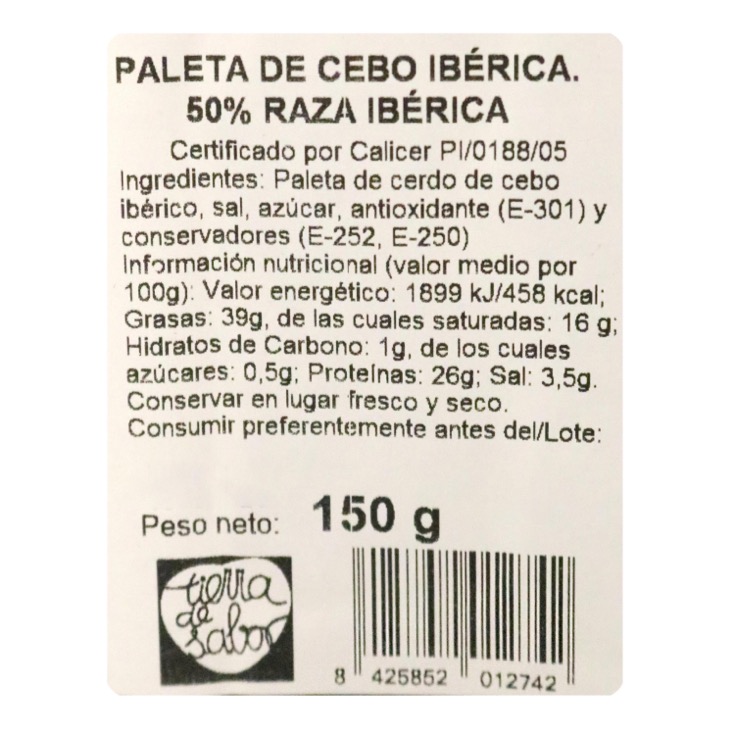 PALETA DE CEBO IBÉRICA.
50% RAZA IBÉRICA
Certificado por Calicer PI/0188/05
Ingredientes: Paleta de cerdo de cebo
ibérico, sal, azúcar, antioxidante (E-301) y
conservadores (E-252, E-250)
Información nutricional (valor medio por
100g): Valor energético: 1899 kJ/458 kcal;
Grasas: 39g, de las cuales saturadas: 16 g;
Hidratos de Carbono: 1g, de los cuales
azúcares: 0,5g; Proteínas: 26g; Sal: 3,5g.
Conservar en lugar fresco y seco.
Consumir preferentemente antes del/Lote:
Peso neto: 150 g
tierra
de
sabor
8 425852 012742